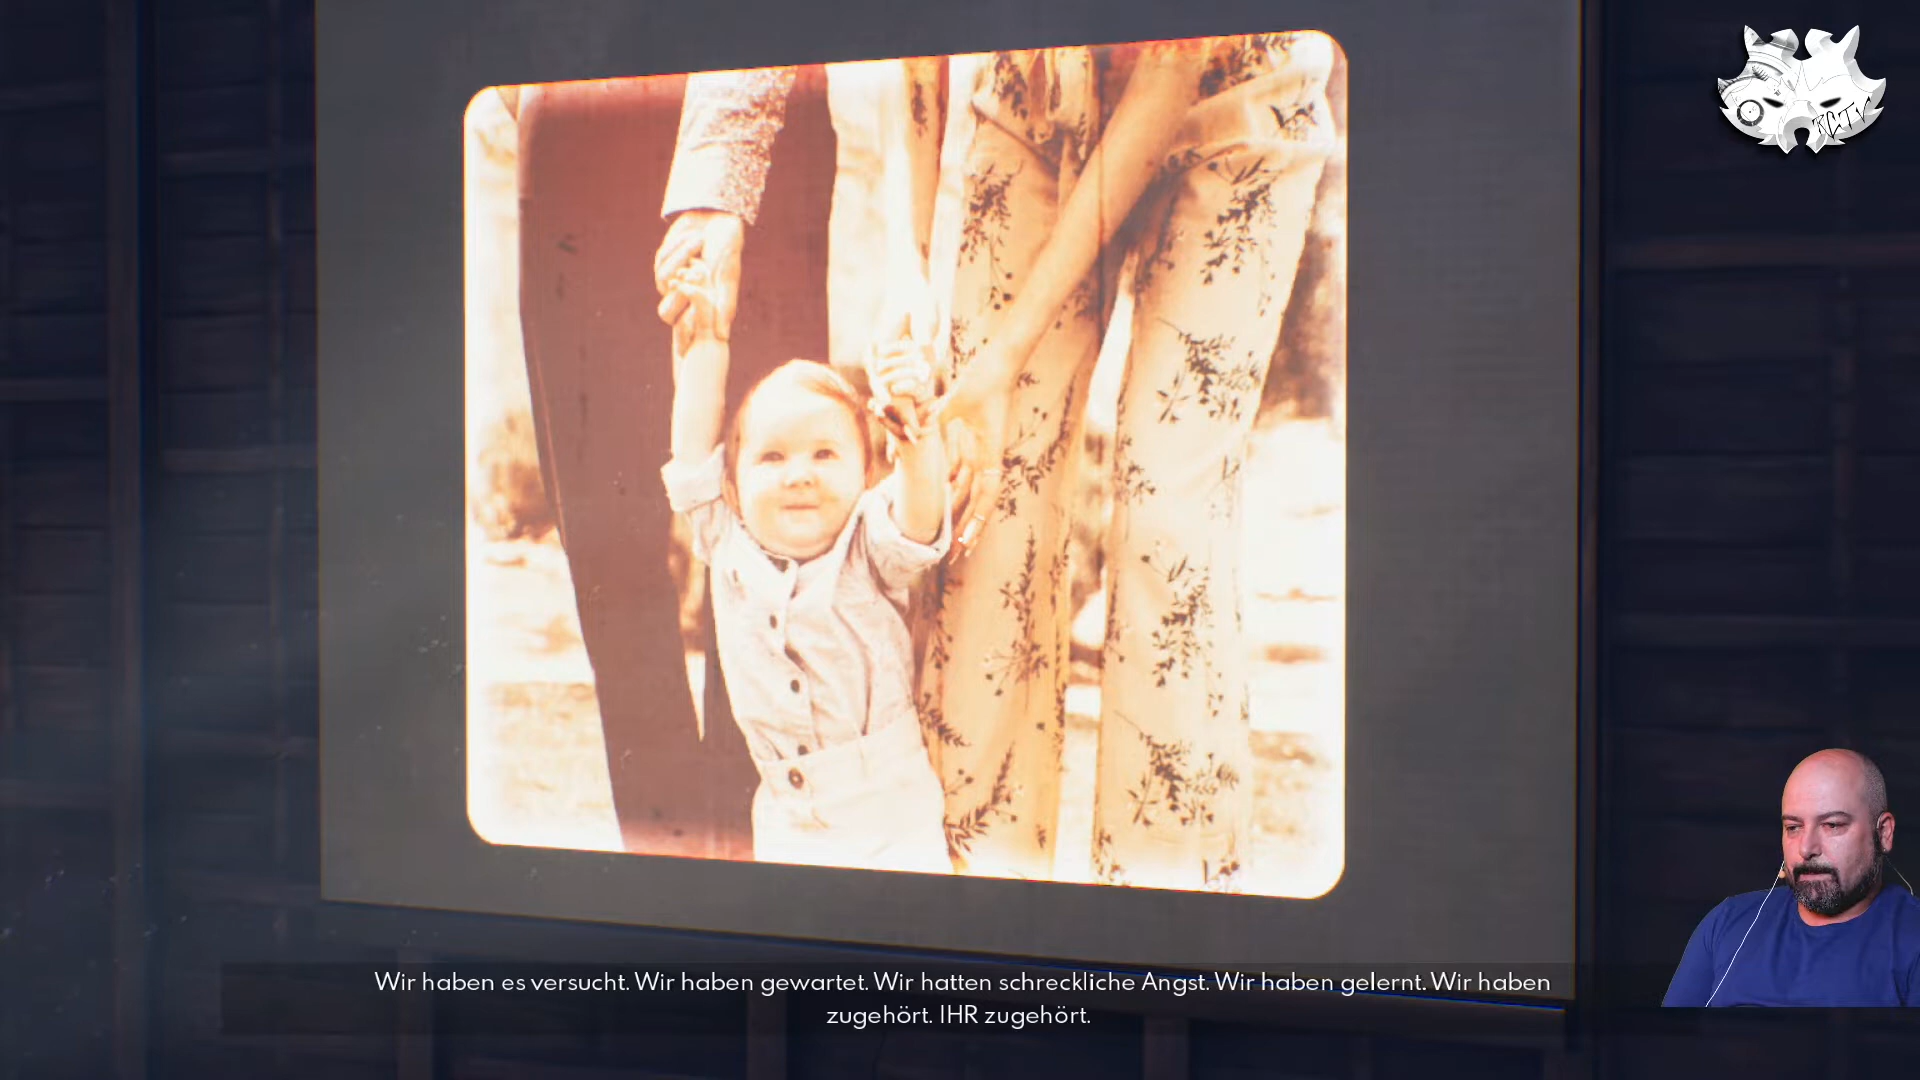 RCTV
Wir haben es versucht. Wir haben gewartet. Wir hatten schreckliche Angst. Wir haben gelernt. Wir haben
zugehört. IHR zugehört.